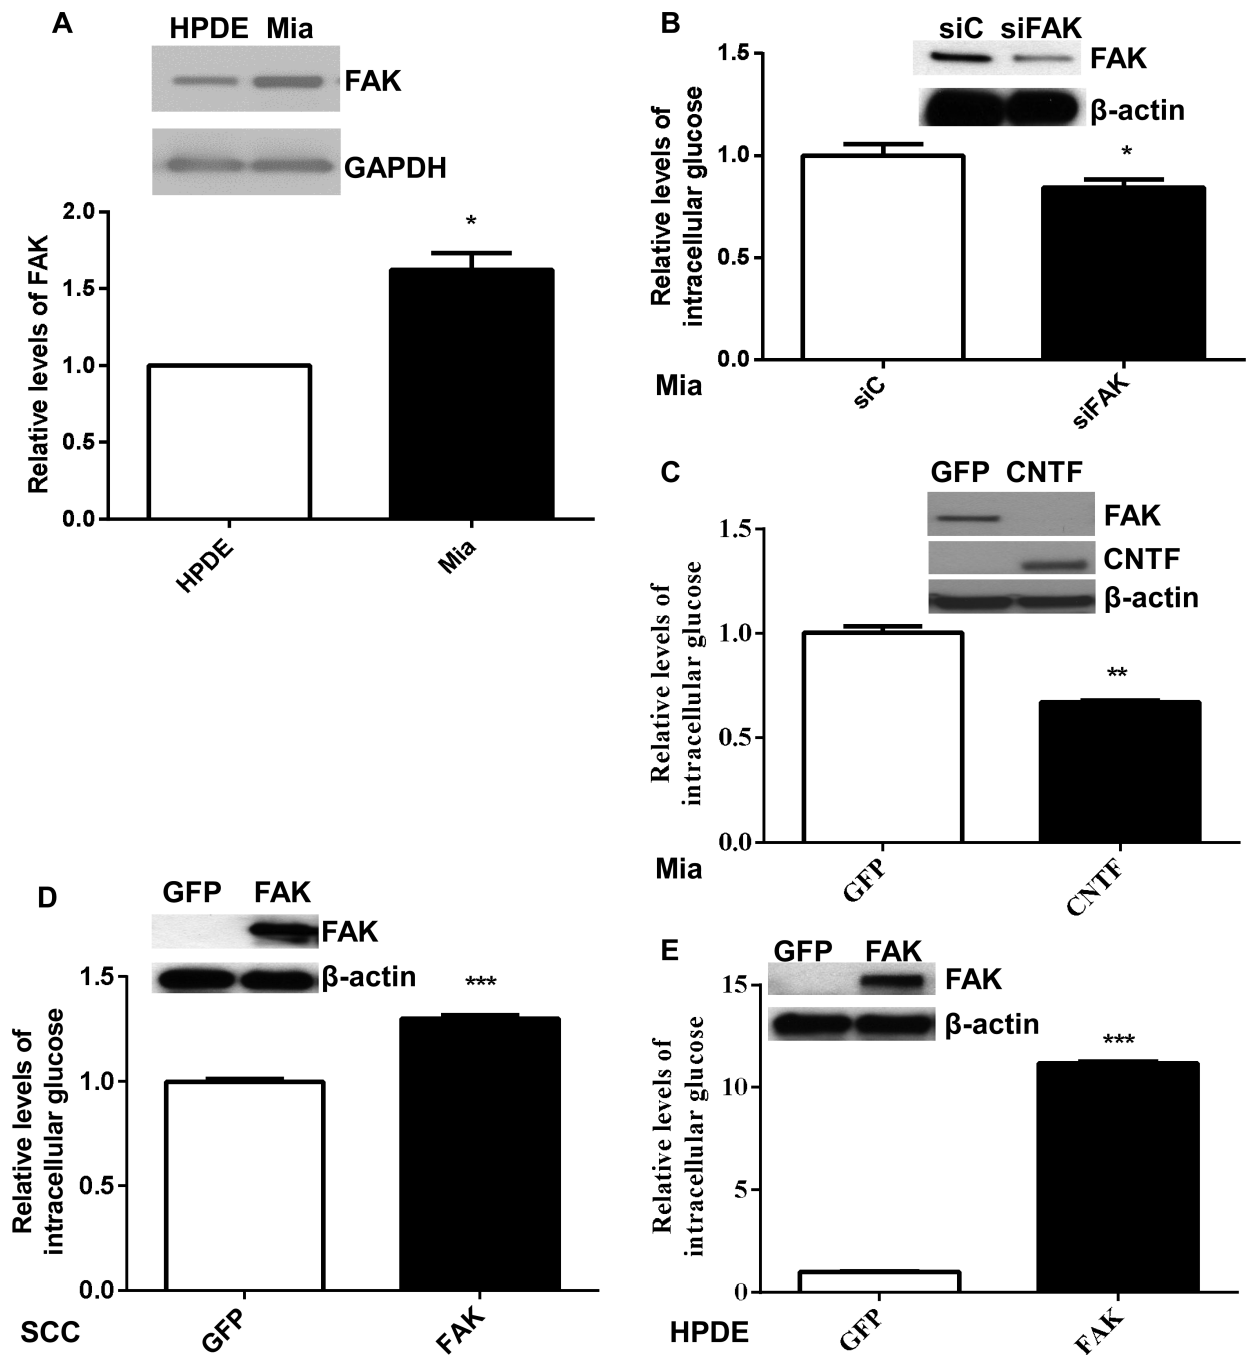 A
HPDE Mia
FAK
GAPDH
2.0
1.5
1.0
0.5
0.0
Relative levels of FAK
*
HPDE
Mia
B
siC siFAK
FAK
β-actin
1.5
1.0
0.5
0.0
Relative levels of
intracellular glucose
*
Mia
siC
siFAK
C
GFP CNTF
FAK
CNTF
β-actin
1.5
1.0
0.5
0.0
Relative levels of
intracellular glucose
**
Mia
GFP
CNTF
D
GFP FAK
FAK
β-actin
1.5
1.0
0.5
0.0
Relative levels of
intracellular glucose
***
SCC
GFP
FAK
E
GFP FAK
FAK
β-actin
15
10
5
0
Relative levels of
intracellular glucose
***
HPDE
GFP
FAK